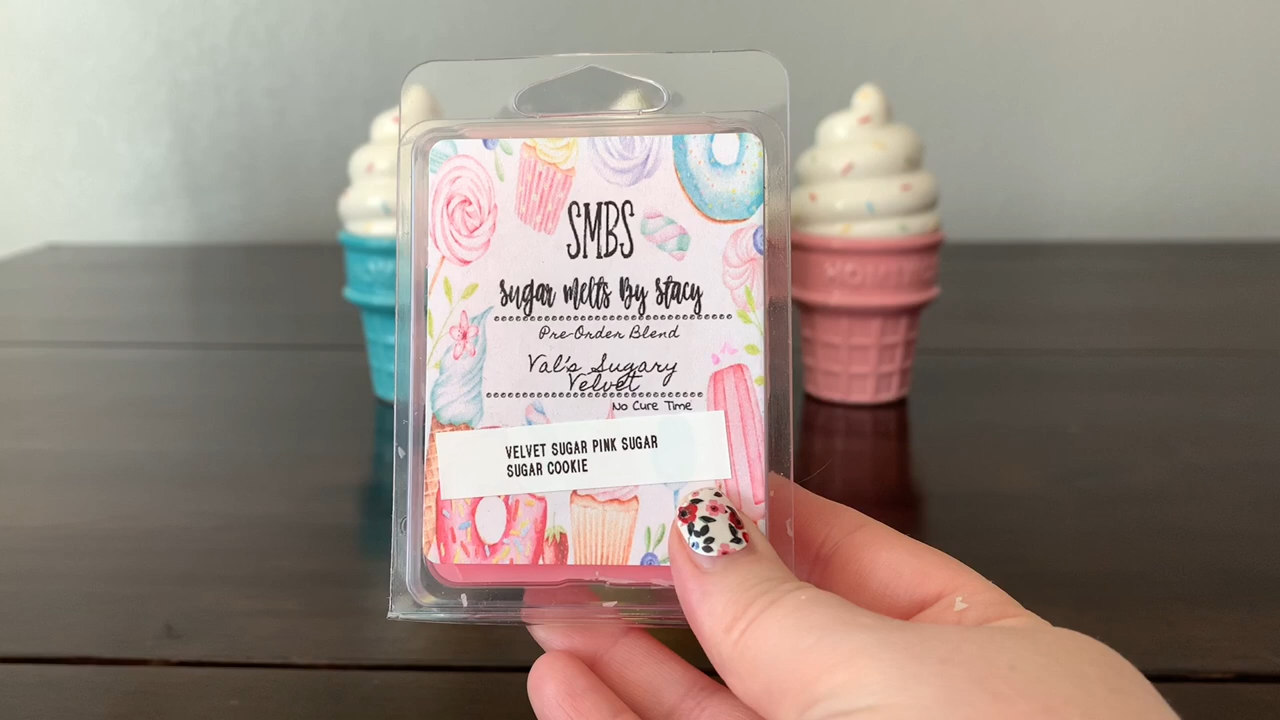 SMBS
Sugar Melts By Stacy
Pre-Order Blend
Val's Sugary
Velvet
No Cure Time
VELVET SUGAR PINK SUGAR
SUGAR COOKIE